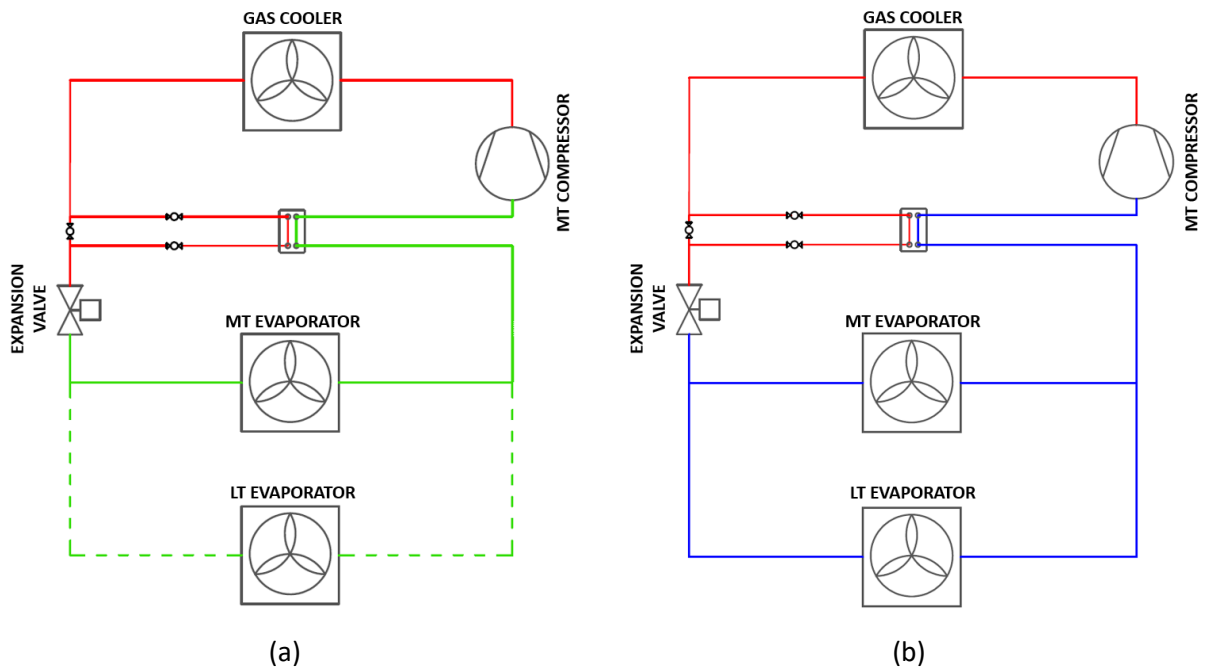 GAS COOLER
MT COMPRESSOR
EXPANSION
VALVE
MT EVAPORATOR
LT EVAPORATOR
(a)
GAS COOLER
MT COMPRESSOR
EXPANSION
VALVE
MT EVAPORATOR
LT EVAPORATOR
(b)